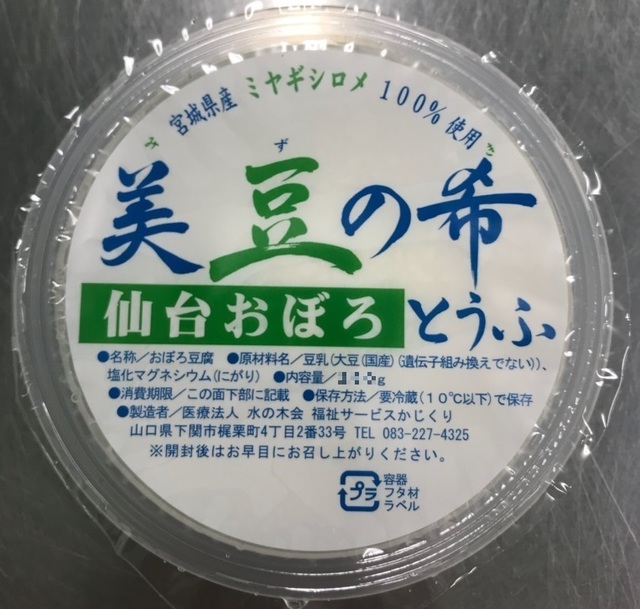 宮城県産 ミヤギシロメ 100%使用
み ず き
美豆の希
仙台おぼろ とうふ
●名称／おぼろ豆腐 ●原材料名／豆乳(大豆(国産)(遺伝子組み換えでない))、
塩化マグネシウム(にがり) ●内容量／ g
●消費期限／この面下部に記載 ●保存方法／要冷蔵(10℃以下)で保存
●製造者／医療法人 水の木会 福祉サービスかじくり
山口県下関市梶栗町4丁目2番33号 TEL 083-227-4325
※開封後はお早目にお召し上がりください。
プラ
容器
フタ材
ラベル